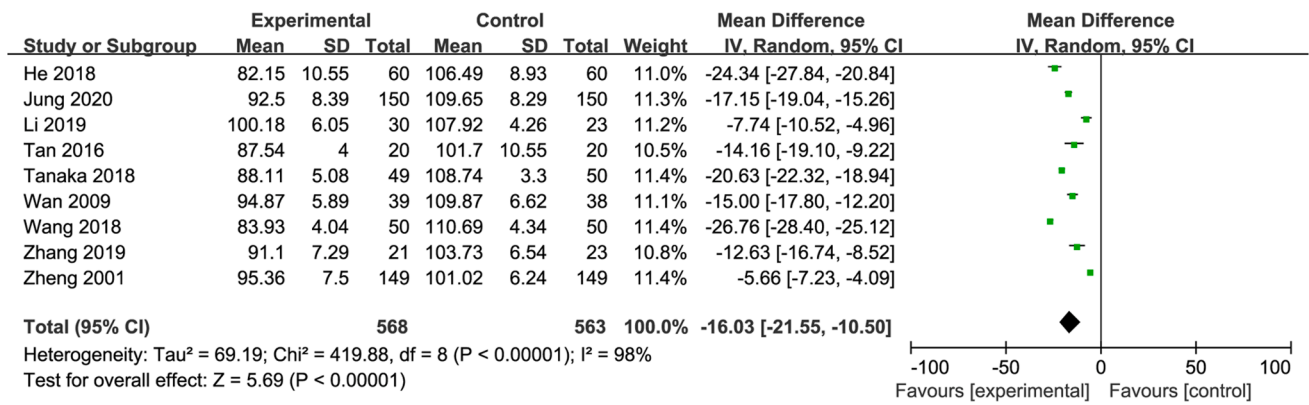 Experimental Control Mean Difference Mean Difference
Study or Subgroup Mean SD Total Mean SD Total Weight IV, Random, 95% CI IV, Random, 95% CI
He 2018 82.15 10.55 60 106.49 8.93 60 11.0% -24.34 [-27.84, -20.84]
Jung 2020 92.5 8.39 150 109.65 8.29 150 11.3% -17.15 [-19.04, -15.26]
Li 2019 100.18 6.05 30 107.92 4.26 23 11.2% -7.74 [-10.52, -4.96]
Tan 2016 87.54 4 20 101.7 10.55 20 10.5% -14.16 [-19.10, -9.22]
Tanaka 2018 88.11 5.08 49 108.74 3.3 50 11.4% -20.63 [-22.32, -18.94]
Wan 2009 94.87 5.89 39 109.87 6.62 38 11.1% -15.00 [-17.80, -12.20]
Wang 2018 83.93 4.04 50 110.69 4.34 50 11.4% -26.76 [-28.40, -25.12]
Zhang 2019 91.1 7.29 21 103.73 6.54 23 10.8% -12.63 [-16.74, -8.52]
Zheng 2001 95.36 7.5 149 101.02 6.24 149 11.4% -5.66 [-7.23, -4.09]
Total (95% CI) 568 563 100.0% -16.03 [-21.55, -10.50]
Heterogeneity: Tau² = 69.19; Chi² = 419.88, df = 8 (P < 0.00001); I² = 98%
Test for overall effect: Z = 5.69 (P < 0.00001)
-100 -50 0 50 100
Favours [experimental] Favours [control]